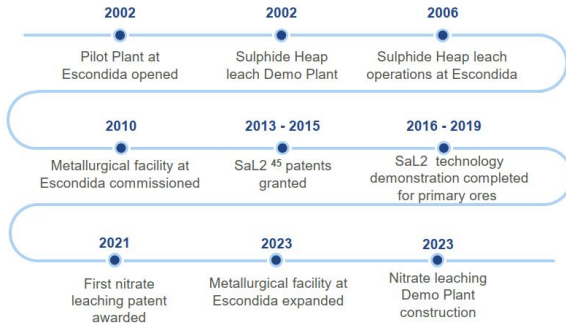 2002
2002
2006
Pilot Plant at
Escondida opened
Sulphide Heap
leach Demo Plant
Sulphide Heap leach
operations at Escondida
2010
2013 - 2015
2016 - 2019
Metallurgical facility at
Escondida commissioned
SaL2 45 patents
granted
SaL2 technology
demonstration completed
for primary ores
2021
2023
2023
First nitrate
leaching patent
awarded
Metallurgical facility at
Escondida expanded
Nitrate leaching
Demo Plant
construction